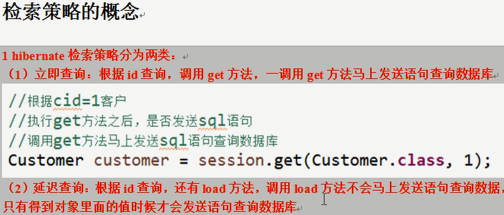 检索策略的概念
1 hibernate 检索策略分为两类：
（1）立即查询：根据 id 查询，调用 get 方法，一调用 get 方法马上发送语句查询数据库
//根据cid=1客户
//执行get方法之后，是否发送sql语句
//调用get方法马上发送sql语句查询数据库
Customer customer = session.get(Customer.class, 1);
（2）延迟查询：根据 id 查询，还有 load 方法，调用 load 方法不会马上发送语句查询数据，
只有得到对象里面的值时候才会发送语句查询数据库